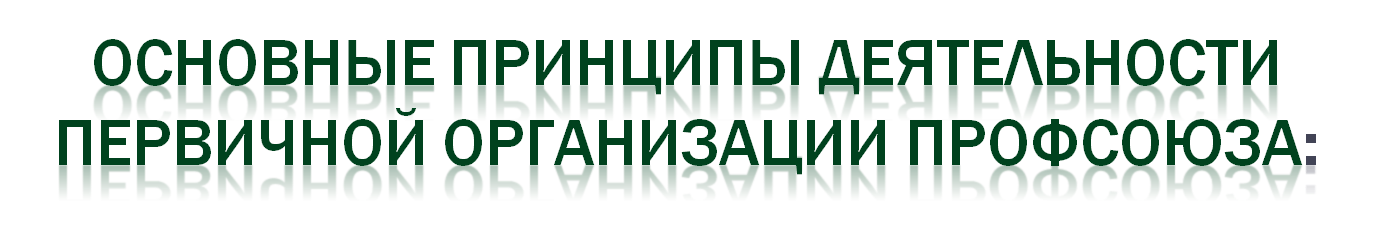 ОСНОВНЫЕ ПРИНЦИПЫ ДЕЯТЕЛЬНОСТИ
ПЕРВИЧНОЙ ОРГАНИЗАЦИИ ПРОФСОЮЗА: